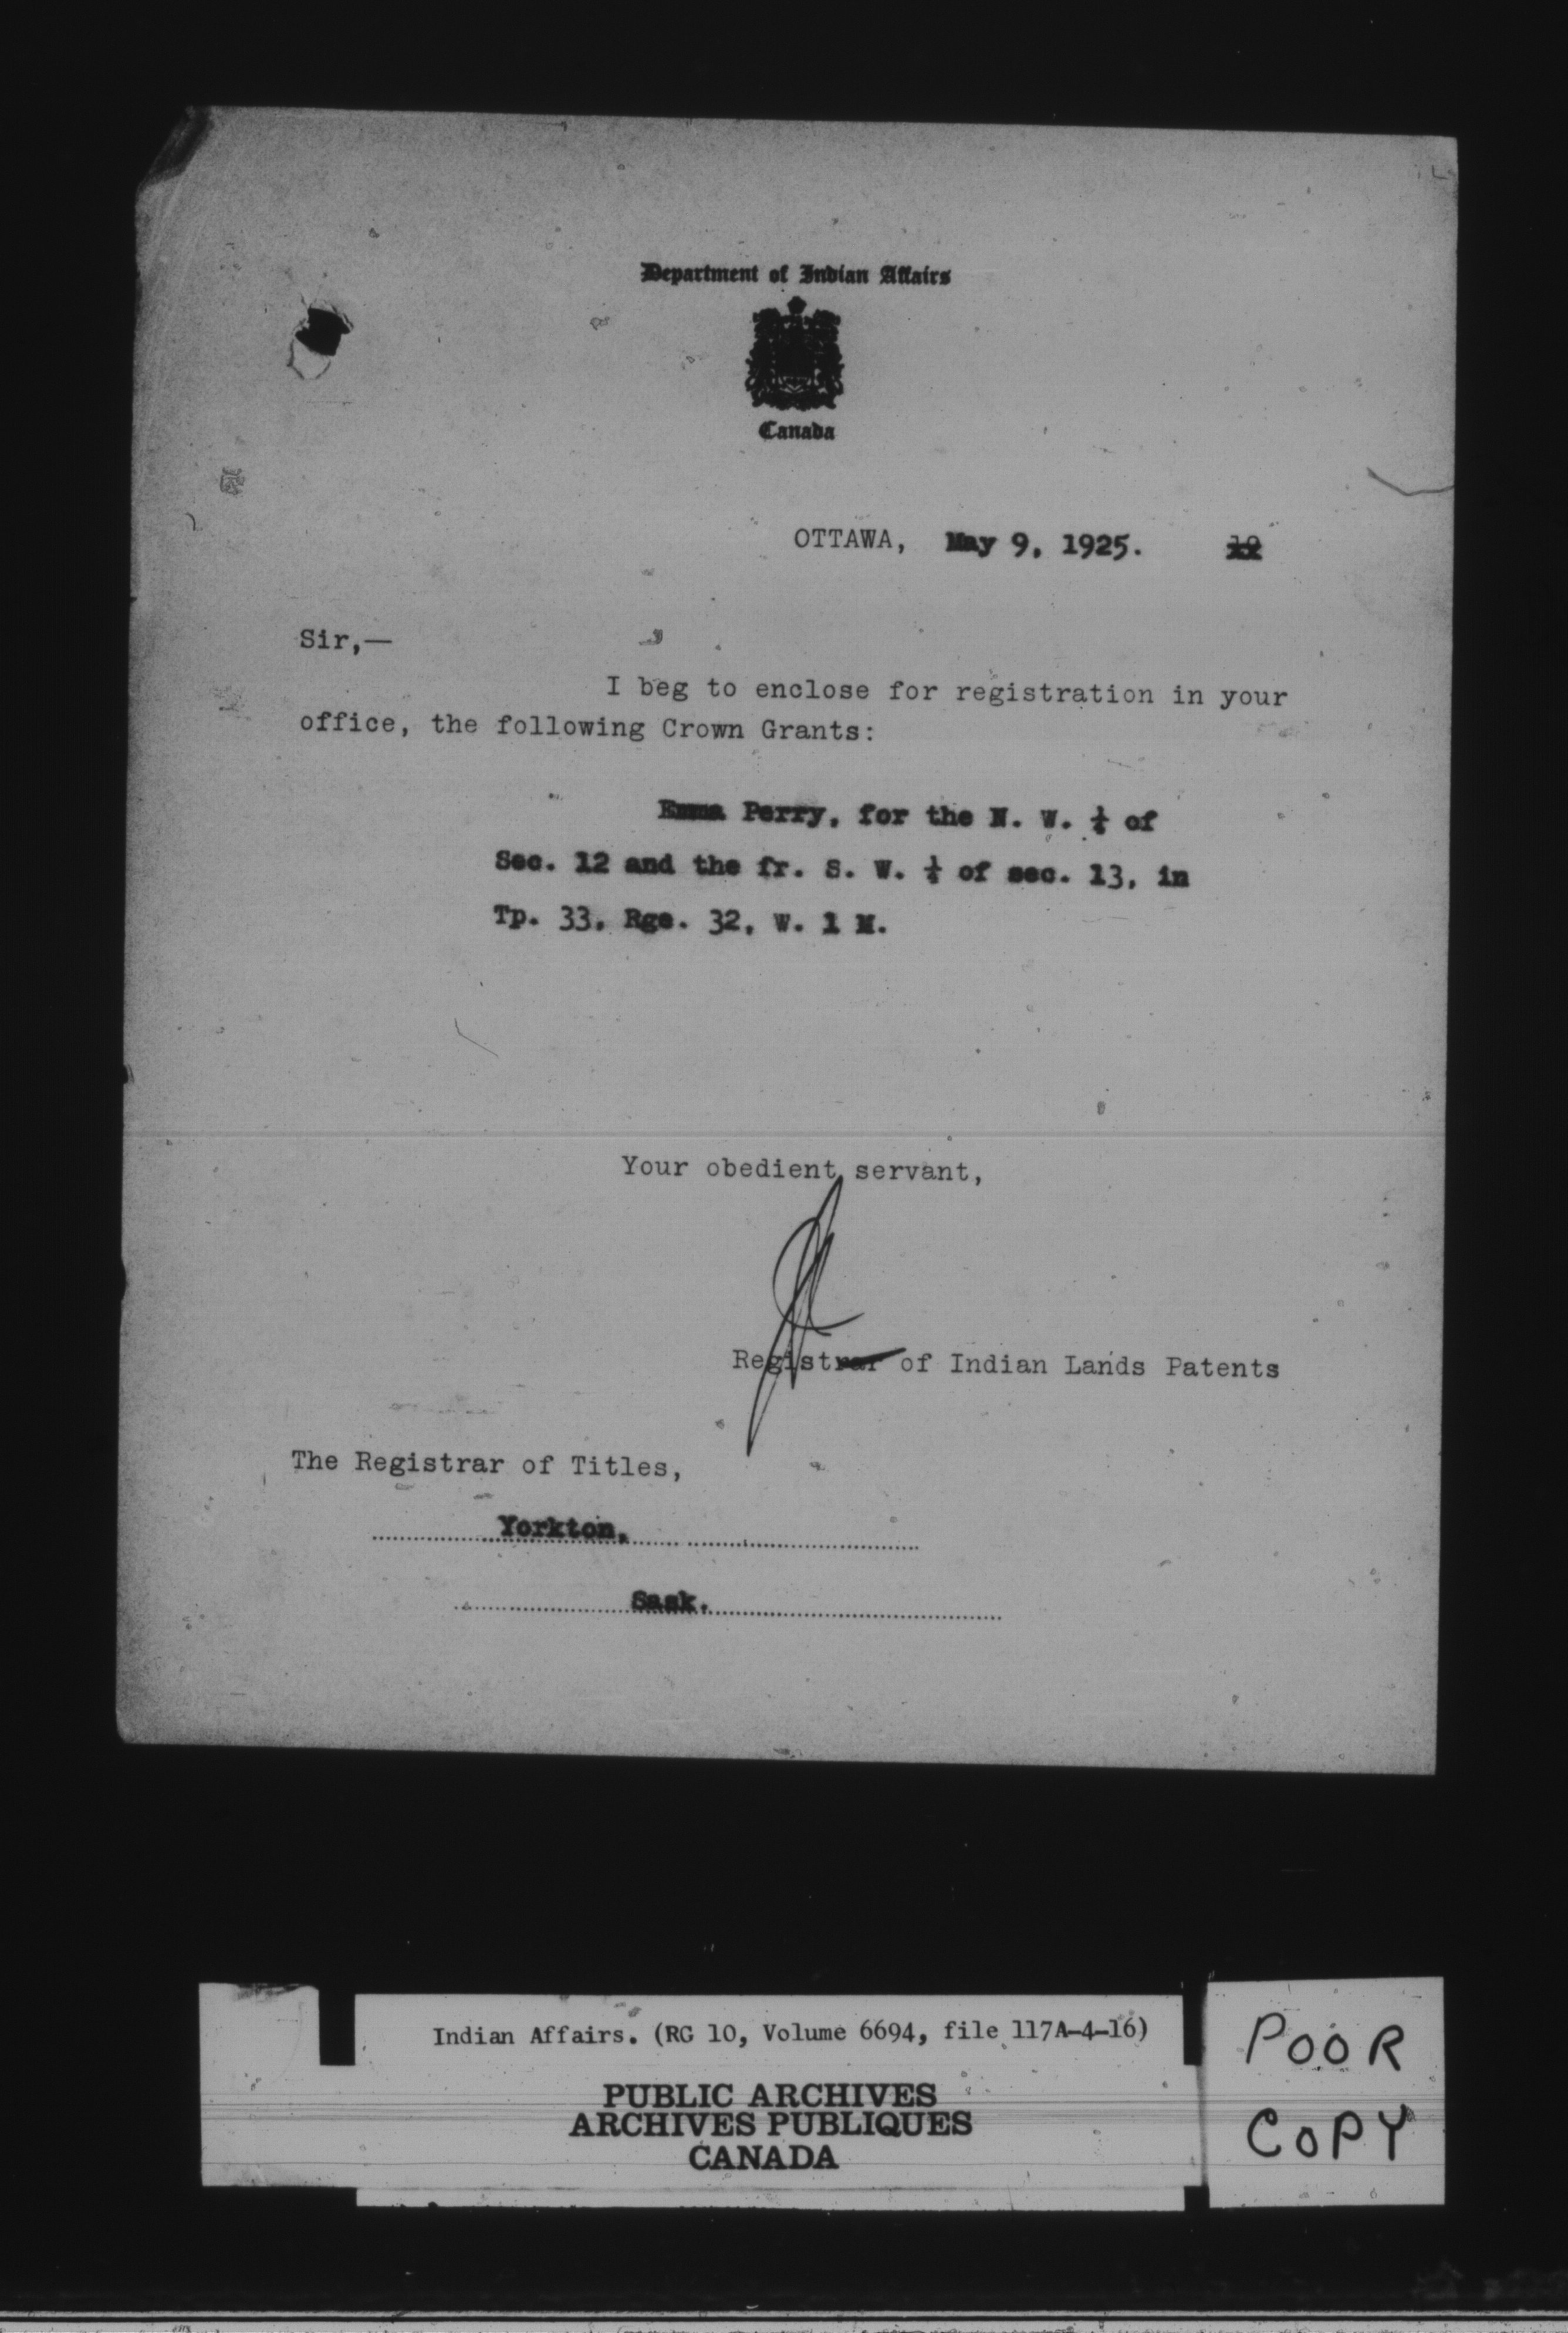 Department of Indian Affairs
Canada
OTTAWA, May 9, 1925.
Sir,—
I beg to enclose for registration in your
office, the following Crown Grants:
Emma Perry, for the N. W. ¼ of
Sec. 12 and the fr. S. W. ¼ of sec. 13, in
Tp. 33, Rge. 32, W. 1 M.
Your obedient servant,
Registrar of Indian Lands Patents
The Registrar of Titles,
Yorkton,
Sask.
Indian Affairs. (RG 10, Volume 6694, file 117A-4-16)
PUBLIC ARCHIVES
ARCHIVES PUBLIQUES
CANADA
POOR
COPY